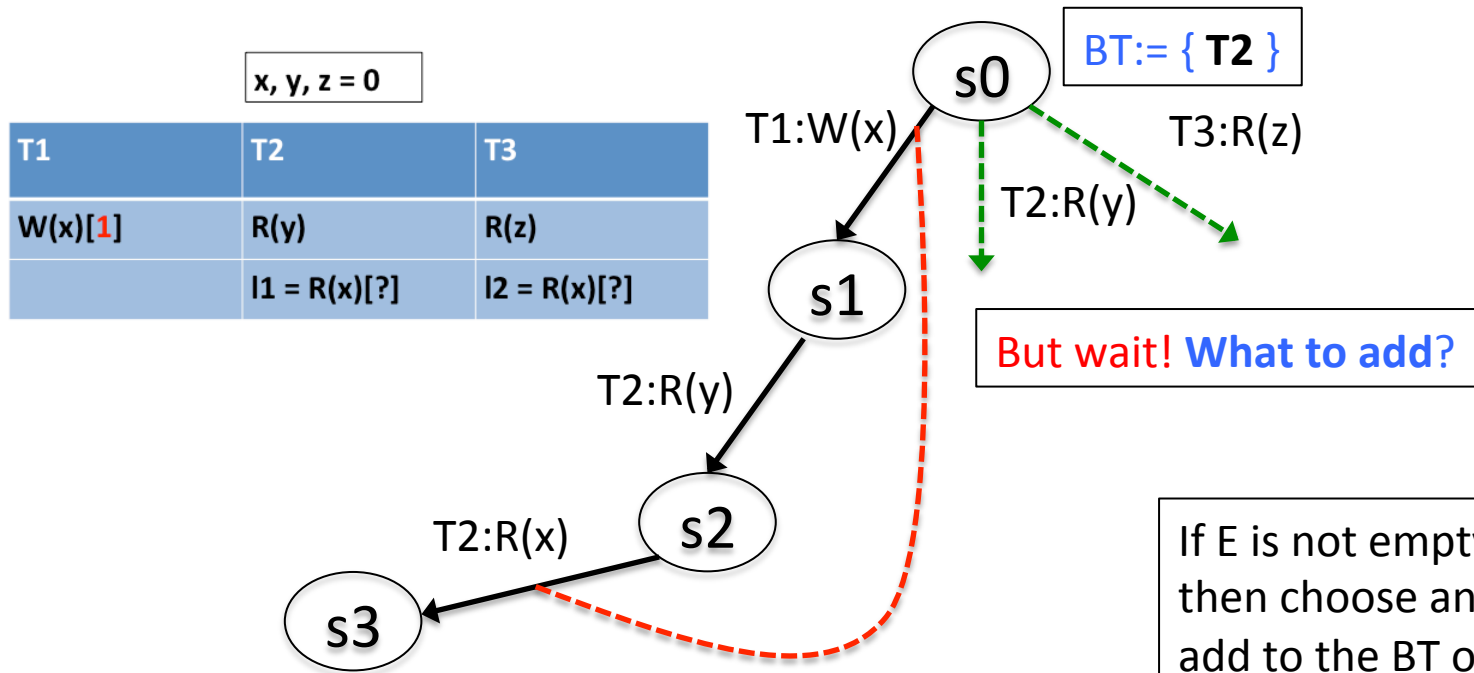 x, y, z = 0
T1 T2 T3
W(x)[1] R(y) R(z)
l1 = R(x)[?] l2 = R(x)[?]
s0
BT:= { T2 }
T1:W(x)
T3:R(z)
T2:R(y)
s1
But wait! What to add?
T2:R(y)
s2
T2:R(x)
s3
If E is not empty
then choose an
add to the BT o